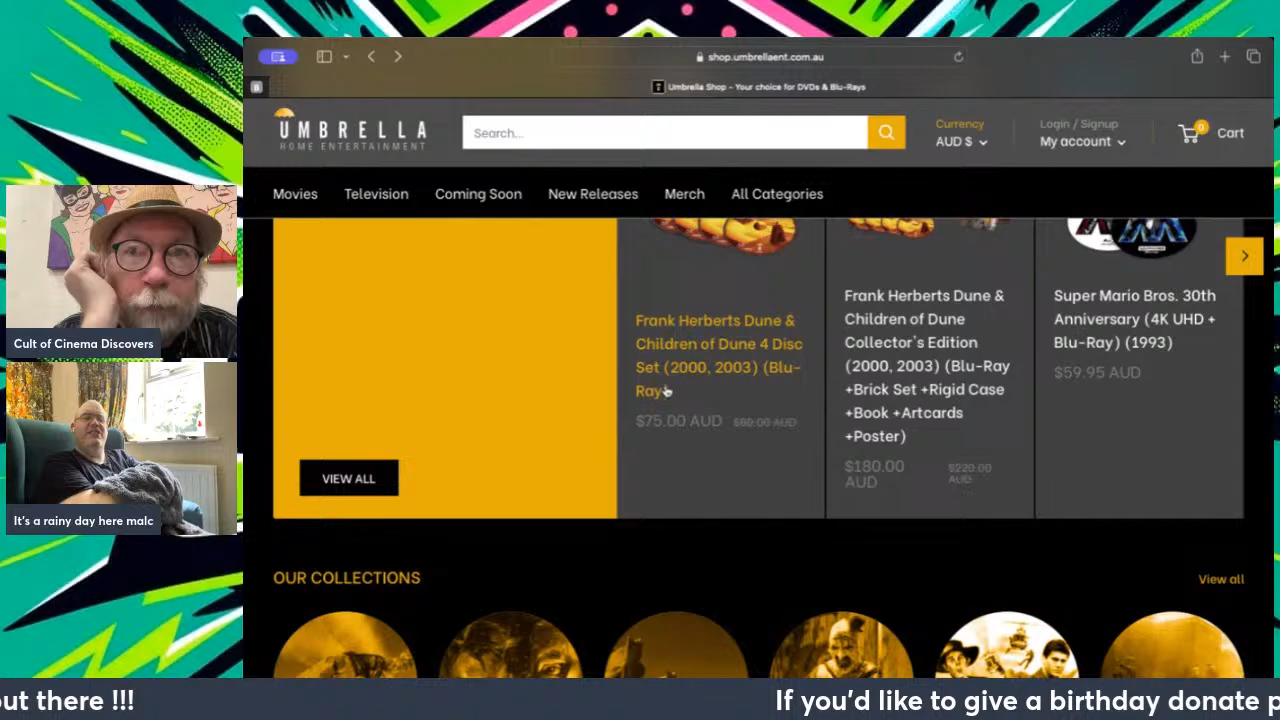 shop.umbrellaent.com.au
Umbrella Shop - Your choice for DVDs & Blu-Rays
UMBRELLA
HOME ENTERTAINMENT
Search...
Currency
AUD $
Login / Signup
My account
0
Cart
Movies
Television
Coming Soon
New Releases
Merch
All Categories
Frank Herberts Dune &
Children of Dune 4 Disc
Set (2000, 2003) (Blu-
Ray)
$75.00 AUD
Frank Herberts Dune &
Children of Dune
Collector's Edition
(2000, 2003) (Blu-Ray
+Brick Set +Rigid Case
+Book +Artcards
+Poster)
$180.00
AUD
$220.00
AUD
Super Mario Bros. 30th
Anniversary (4K UHD +
Blu-Ray) (1993)
$59.95 AUD
VIEW ALL
OUR COLLECTIONS
View all
Cult of Cinema Discovers
It's a rainy day here malc
out there !!!
If you'd like to give a birthday donate p